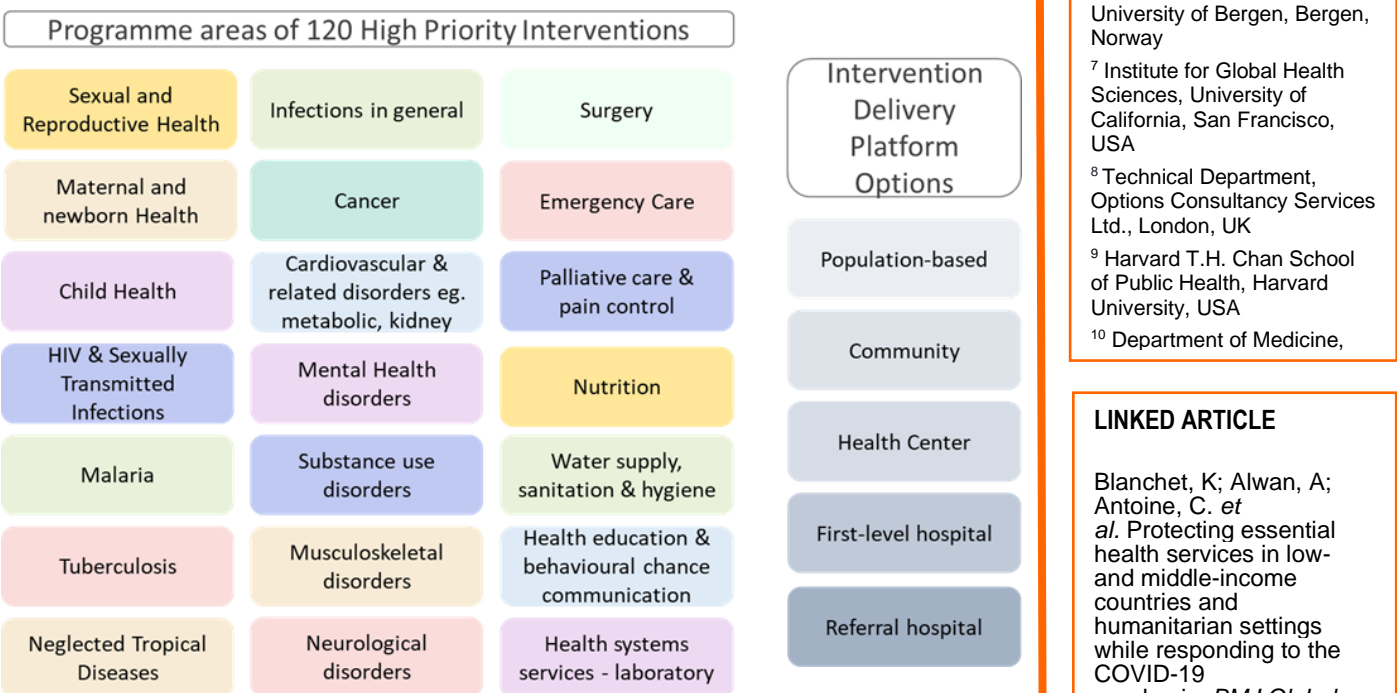 Programme areas of 120 High Priority Interventions
Sexual and
Reproductive Health
Infections in general
Surgery
Maternal and
newborn Health
Cancer
Emergency Care
Child Health
Cardiovascular &
related disorders eg.
metabolic, kidney
Palliative care &
pain control
HIV & Sexually
Transmitted
Infections
Mental Health
disorders
Nutrition
Malaria
Substance use
disorders
Water supply,
sanitation & hygiene
Tuberculosis
Musculoskeletal
disorders
Health education &
behavioural chance
communication
Neglected Tropical
Diseases
Neurological
disorders
Health systems
services - laboratory
Intervention
Delivery
Platform
Options
Population-based
Community
Health Center
First-level hospital
Referral hospital
University of Bergen, Bergen,
Norway
7 Institute for Global Health
Sciences, University of
California, San Francisco,
USA
8 Technical Department,
Options Consultancy Services
Ltd., London, UK
9 Harvard T.H. Chan School
of Public Health, Harvard
University, USA
10 Department of Medicine,
LINKED ARTICLE
Blanchet, K; Alwan, A;
Antoine, C. et
al. Protecting essential
health services in low-
and middle-income
countries and
humanitarian settings
while responding to the
COVID-19